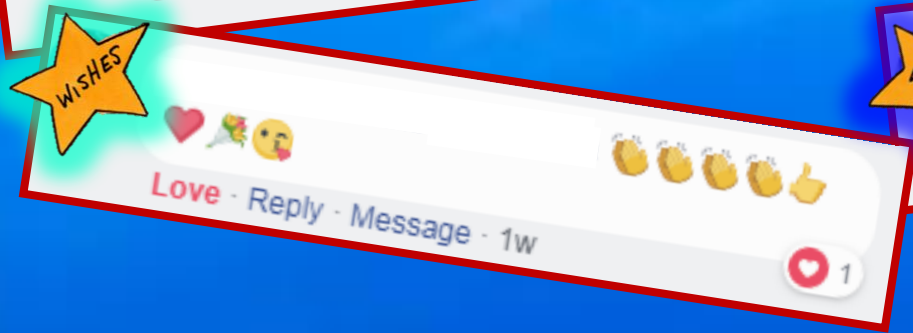 WISHES
❤️💐😘 👏👏👏👏👍
Love · Reply · Message · 1w
1